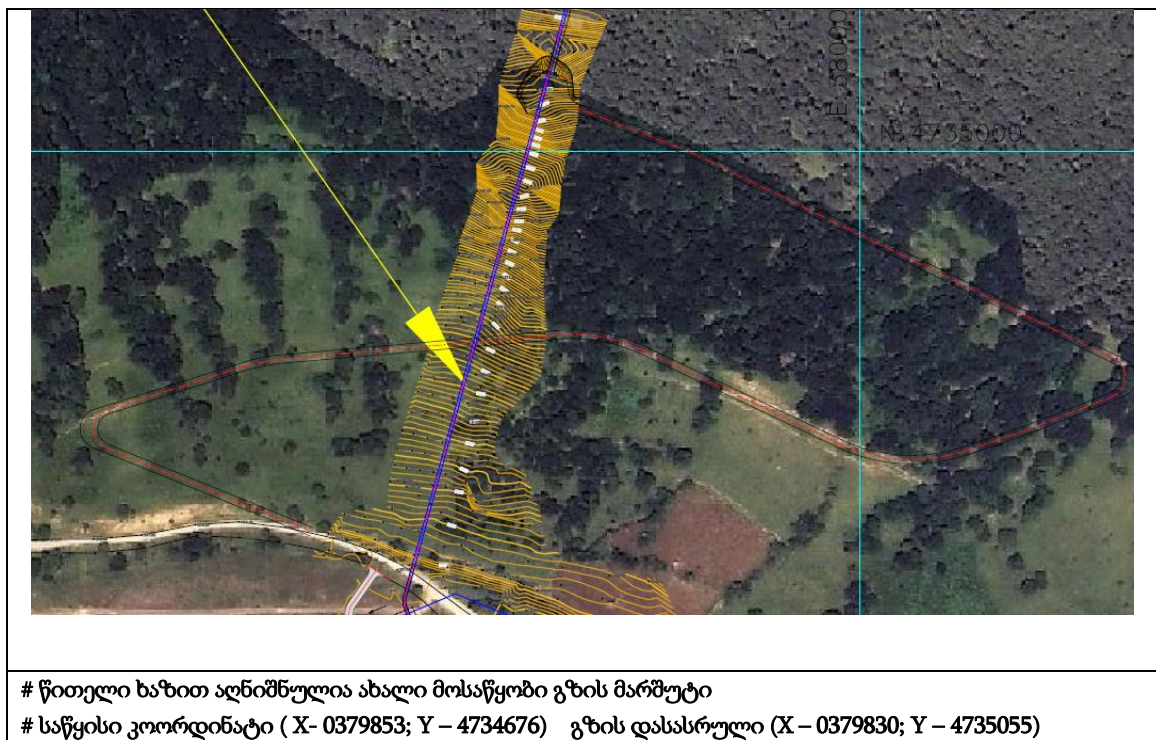 E 380000
N 4735000
# წითელი ხაზით აღნიშნულია ახალი მოსაწყობი გზის მარშუტი
# საწყისი კოორდინატი ( X- 0379853; Y – 4734676) გზის დასასრული (X – 0379830; Y – 4735055)